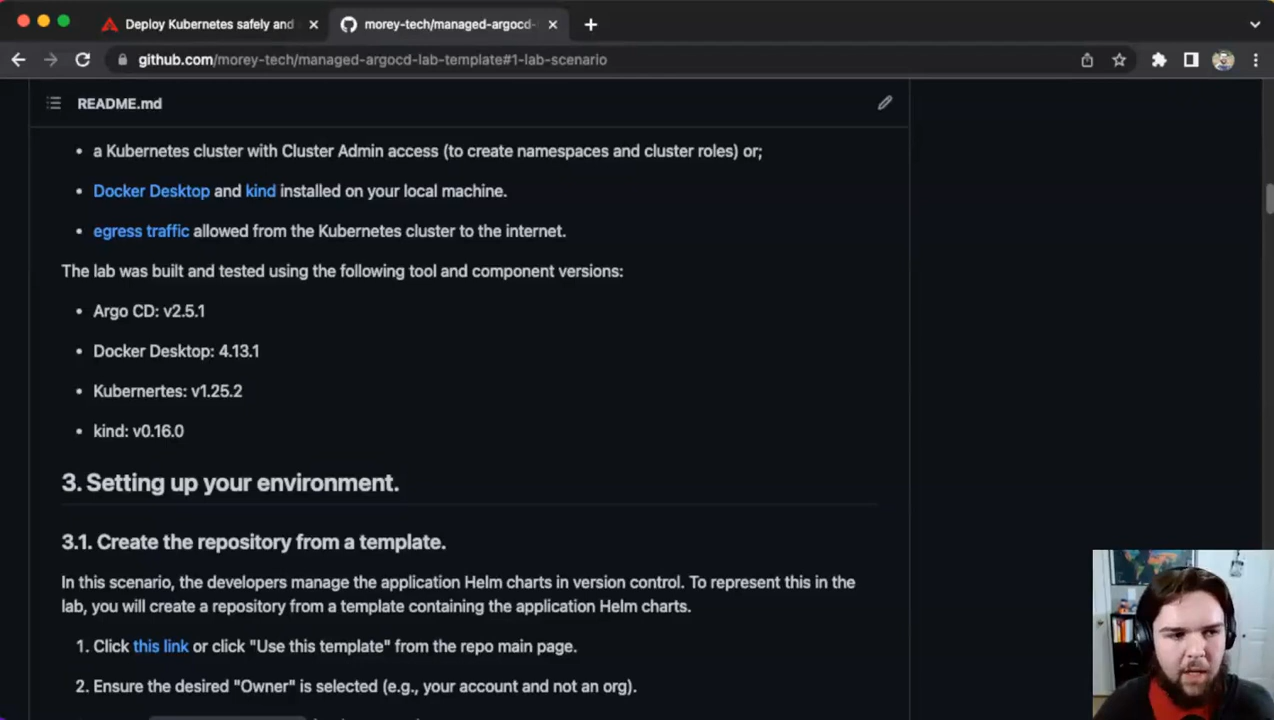 Deploy Kubernetes safely and
morey-tech/managed-argocd-
github.com/morey-tech/managed-argocd-lab-template#1-lab-scenario
README.md
• a Kubernetes cluster with Cluster Admin access (to create namespaces and cluster roles) or;
• Docker Desktop and kind installed on your local machine.
• egress traffic allowed from the Kubernetes cluster to the internet.
The lab was built and tested using the following tool and component versions:
• Argo CD: v2.5.1
• Docker Desktop: 4.13.1
• Kubernertes: v1.25.2
• kind: v0.16.0
3. Setting up your environment.
3.1. Create the repository from a template.
In this scenario, the developers manage the application Helm charts in version control. To represent this in the
lab, you will create a repository from a template containing the application Helm charts.
1. Click this link or click "Use this template" from the repo main page.
2. Ensure the desired "Owner" is selected (e.g., your account and not an org).